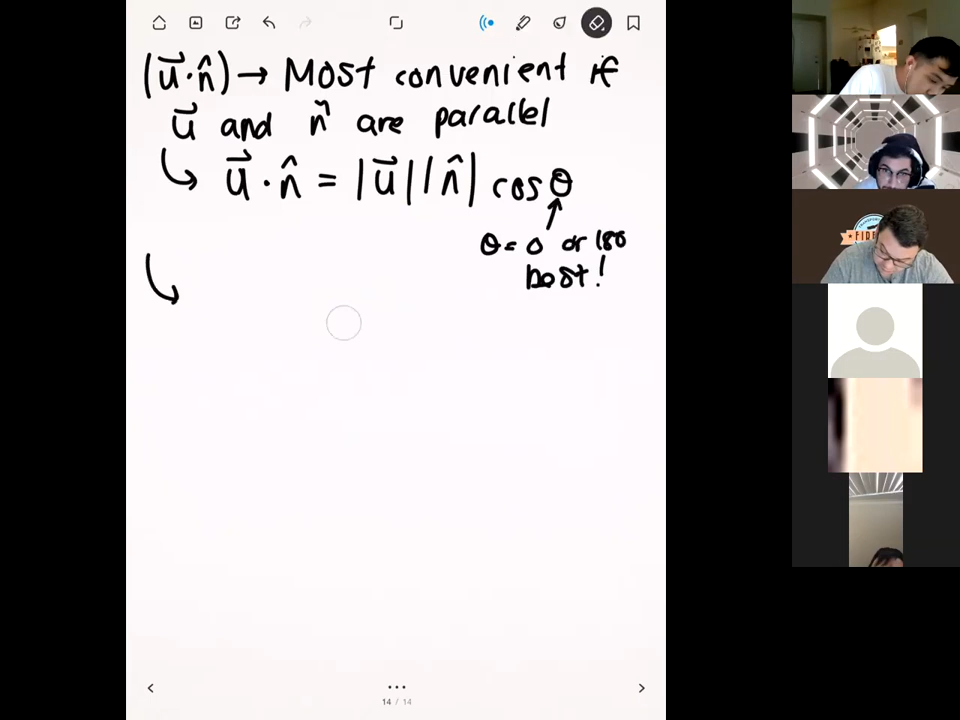 (u⃗·n̂) → Most convenient if
u⃗ and n̂ are parallel
↳ u⃗·n̂ = |u⃗||n̂| cosθ
θ = 0 or 180
best!
14 / 14